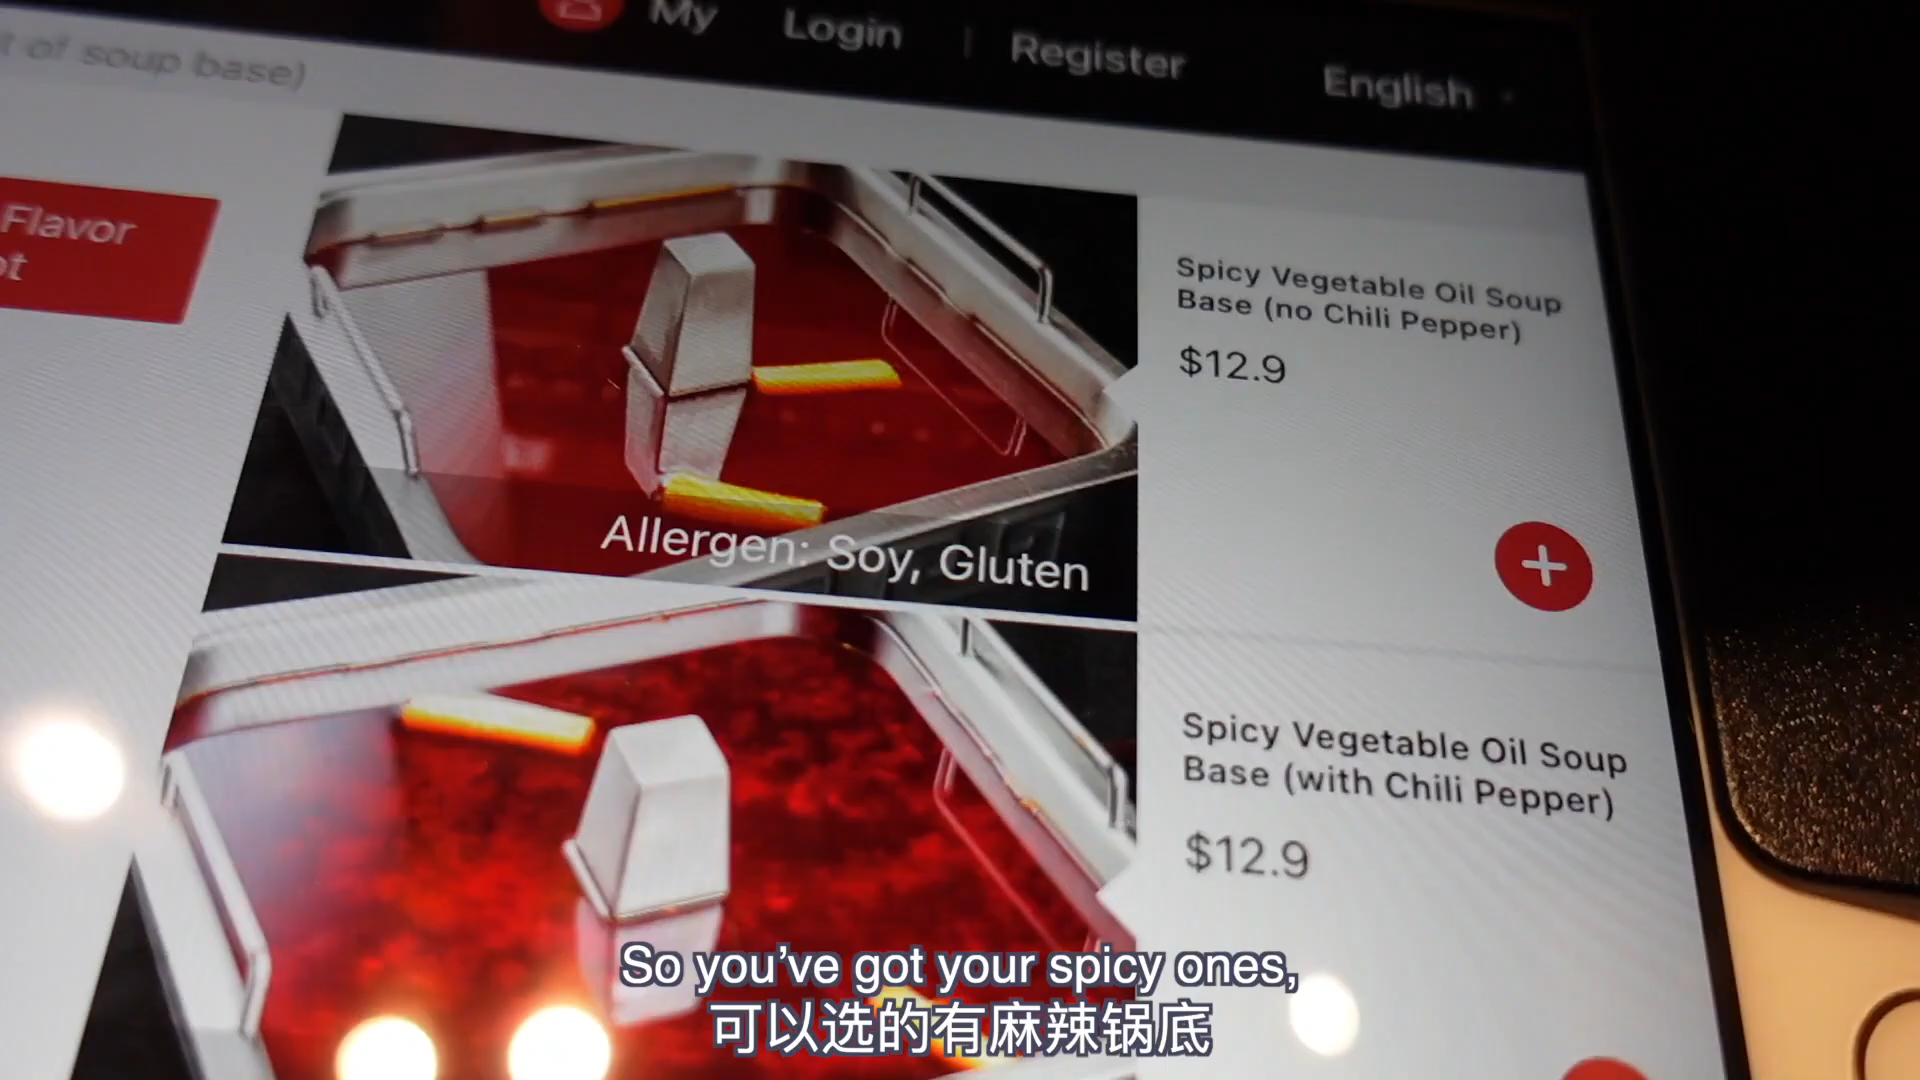 My Login | Register English
of soup base)
Flavor
Spicy Vegetable Oil Soup
Base (no Chili Pepper)
$12.9
Allergen: Soy, Gluten
Spicy Vegetable Oil Soup
Base (with Chili Pepper)
$12.9
So you've got your spicy ones,
可以选的有麻辣锅底